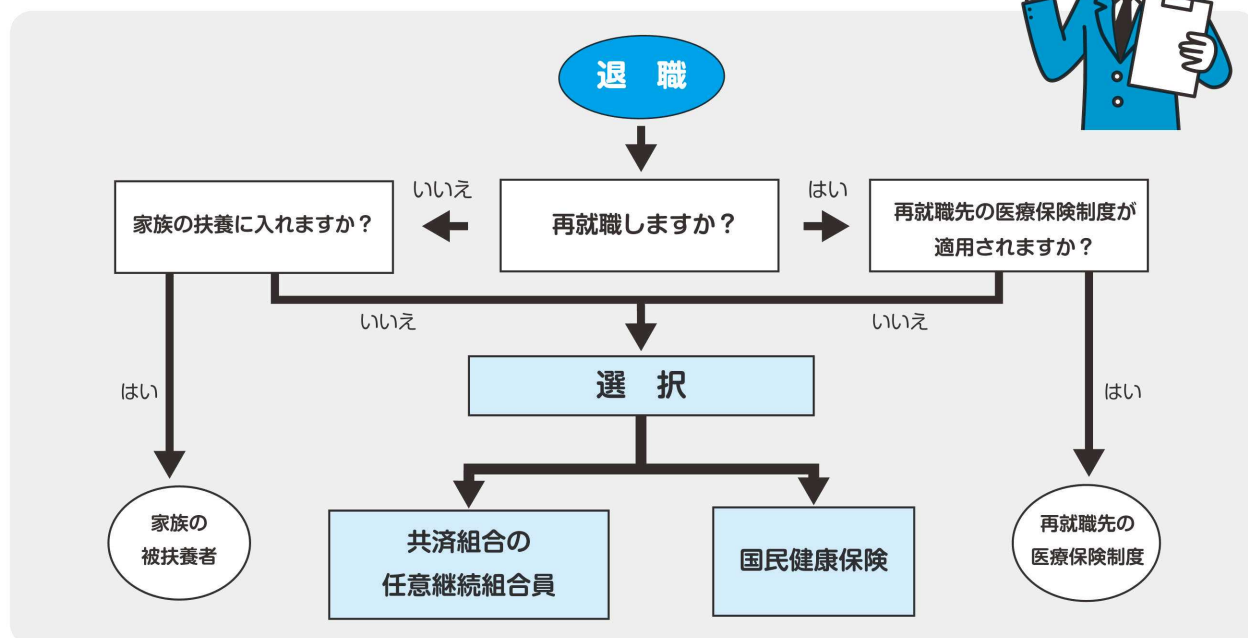 退　職
いいえ
はい
家族の扶養に入れますか？
再就職しますか？
再就職先の医療保険制度が
適用されますか？
いいえ
いいえ
はい
選　択
はい
家族の
被扶養者
共済組合の
任意継続組合員
国民健康保険
再就職先の
医療保険制度